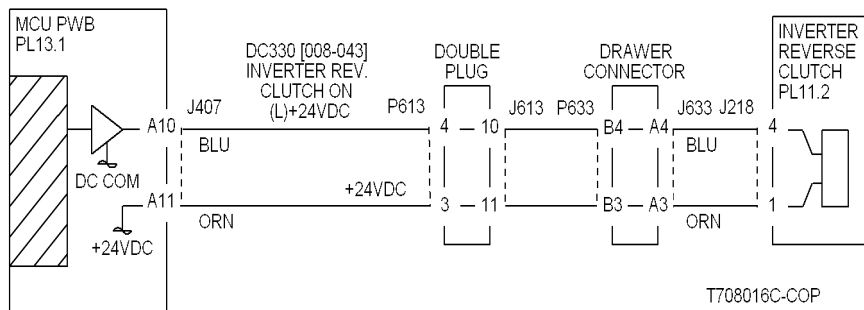 MCU PWB
PL13.1
DC330 [008-043]
INVERTER REV.
CLUTCH ON
(L)+24VDC
DOUBLE
PLUG
DRAWER
CONNECTOR
INVERTER
REVERSE
CLUTCH
PL11.2
J407
P613
J613
P633
J633
J218
A10
4
10
B4
A4
4
BLU
BLU
DC COM
+24VDC
A11
3
11
B3
A3
1
ORN
ORN
+24VDC
T708016C-COP